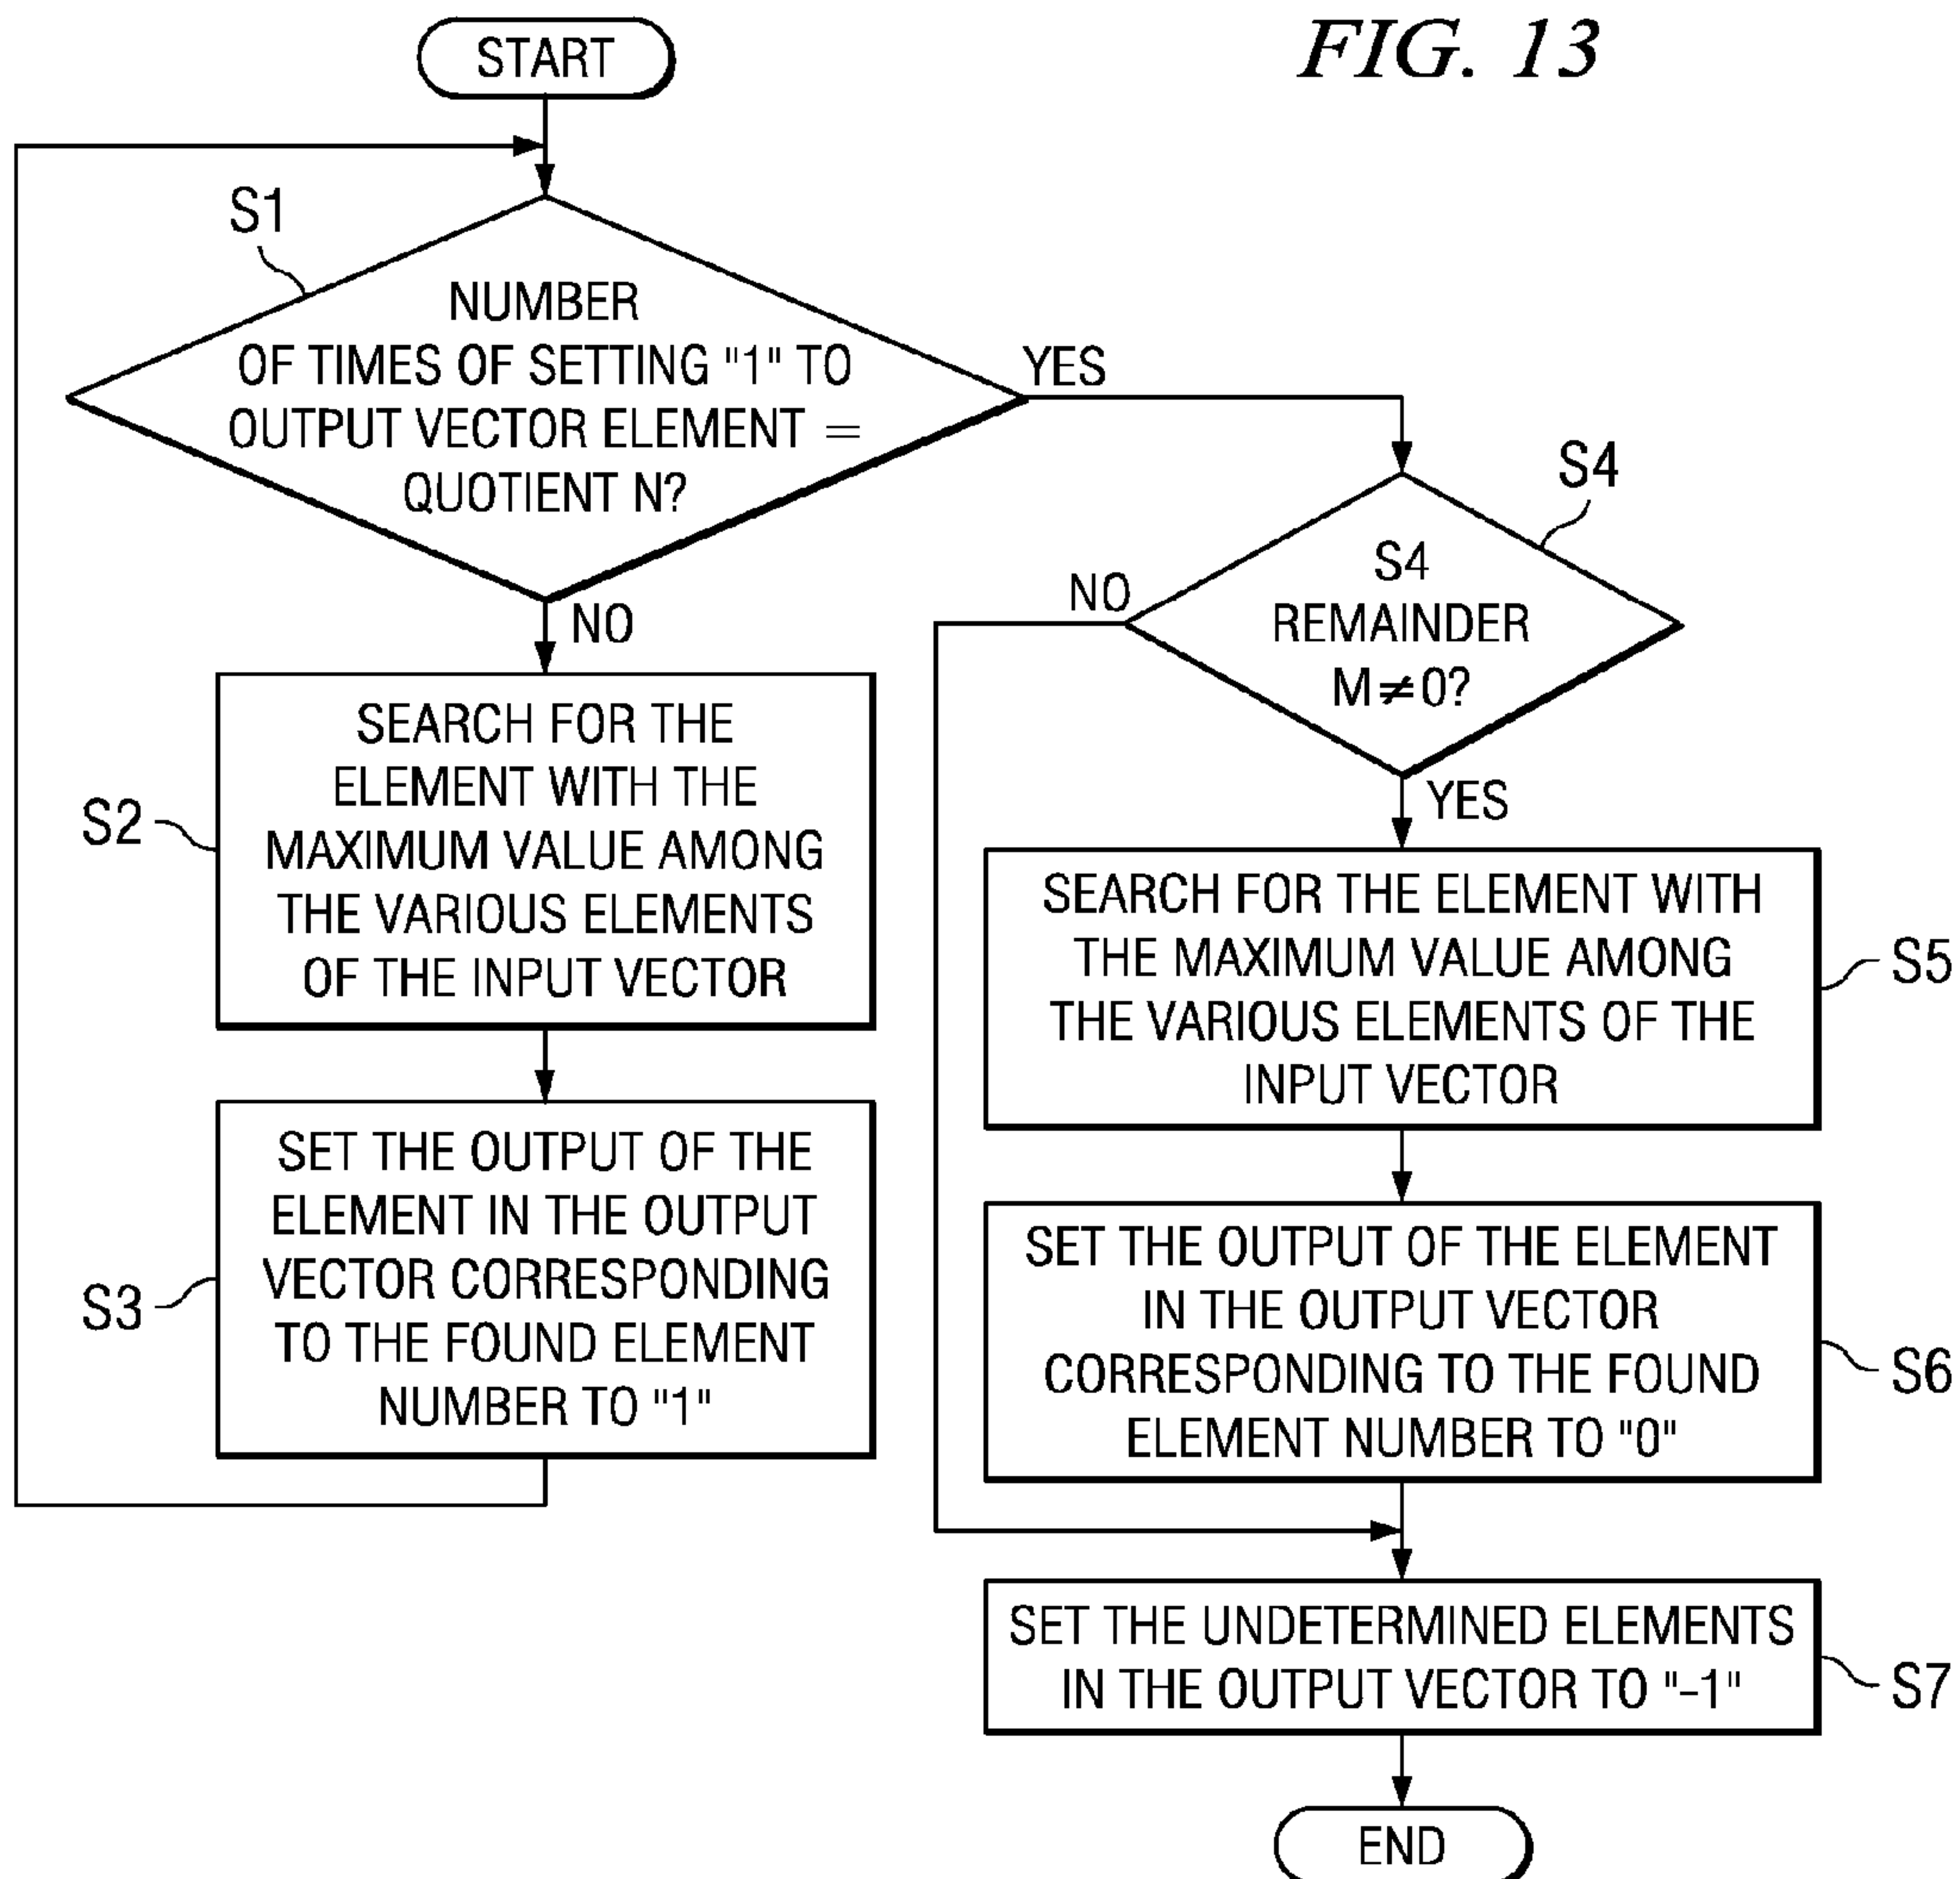 FIG. 13
START
S1
NUMBER
OF TIMES OF SETTING "1" TO
OUTPUT VECTOR ELEMENT =
QUOTIENT N?
YES
NO
S2
SEARCH FOR THE
ELEMENT WITH THE
MAXIMUM VALUE AMONG
THE VARIOUS ELEMENTS
OF THE INPUT VECTOR
S3
SET THE OUTPUT OF THE
ELEMENT IN THE OUTPUT
VECTOR CORRESPONDING
TO THE FOUND ELEMENT
NUMBER TO "1"
S4
S4
REMAINDER
M≠0?
NO
YES
SEARCH FOR THE ELEMENT WITH
THE MAXIMUM VALUE AMONG
THE VARIOUS ELEMENTS OF THE
INPUT VECTOR
S5
SET THE OUTPUT OF THE ELEMENT
IN THE OUTPUT VECTOR
CORRESPONDING TO THE FOUND
ELEMENT NUMBER TO "0"
S6
SET THE UNDETERMINED ELEMENTS
IN THE OUTPUT VECTOR TO "–1"
S7
END